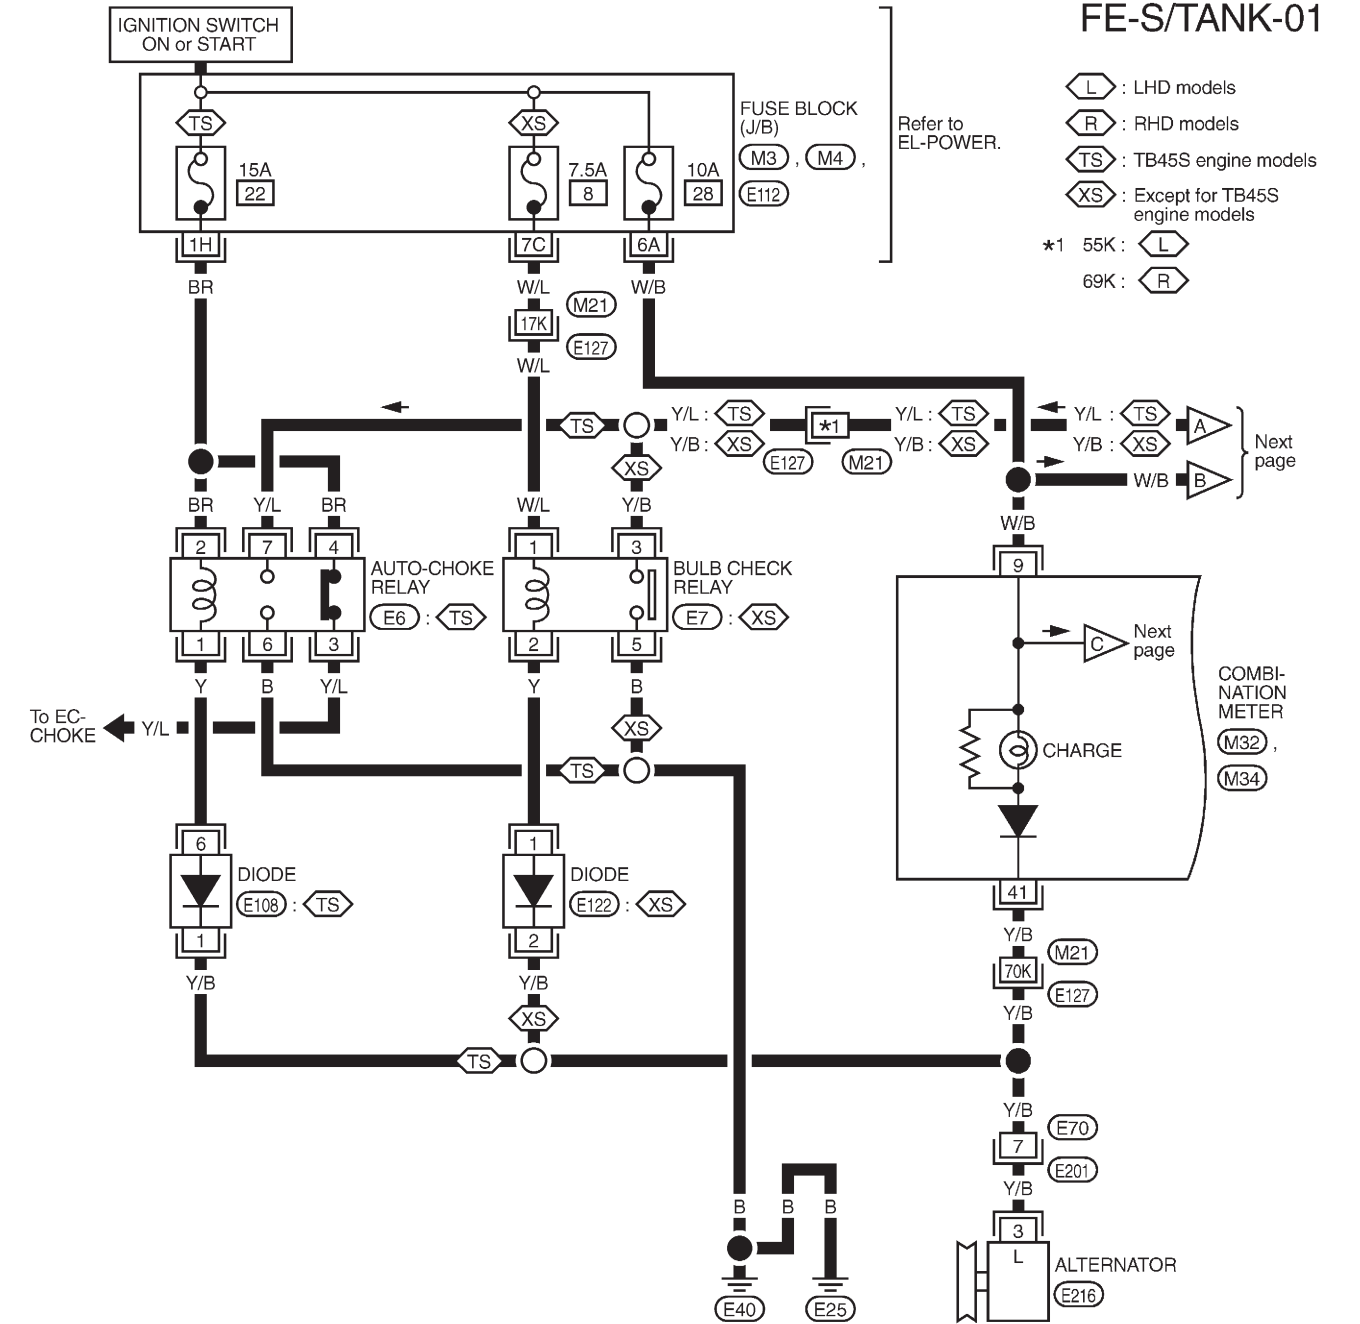 FE-S/TANK-01
IGNITION SWITCH
ON or START
TS
XS
15A
22
7.5A
8
10A
28
FUSE BLOCK
(J/B)
M3 , M4 ,
E112
Refer to
EL-POWER.
L : LHD models
R : RHD models
TS : TB45S engine models
XS : Except for TB45S
engine models
*1 55K : L
69K : R
1H
7C
6A
BR
W/L
W/B
17K
M21
E127
W/L
TS
Y/L : TS
Y/B : XS
*1
E127
M21
Y/L : TS
Y/B : XS
Y/L : TS
Y/B : XS
A
W/B
B
Next
page
XS
BR
Y/L
BR
W/L
Y/B
W/B
2
7
4
1
3
9
AUTO-CHOKE
RELAY
E6 : TS
BULB CHECK
RELAY
E7 : XS
1
6
3
2
5
C
Next
page
Y
B
Y/L
Y
B
To EC-
CHOKE
Y/L
XS
TS
CHARGE
COMBI-
NATION
METER
M32 ,
M34
6
1
DIODE
E108 : TS
DIODE
E122 : XS
41
1
2
Y/B
Y/B
Y/B
M21
70K
E127
Y/B
XS
TS
Y/B
E70
7
E201
Y/B
B
B
B
3
L
ALTERNATOR
E216
E40
E25